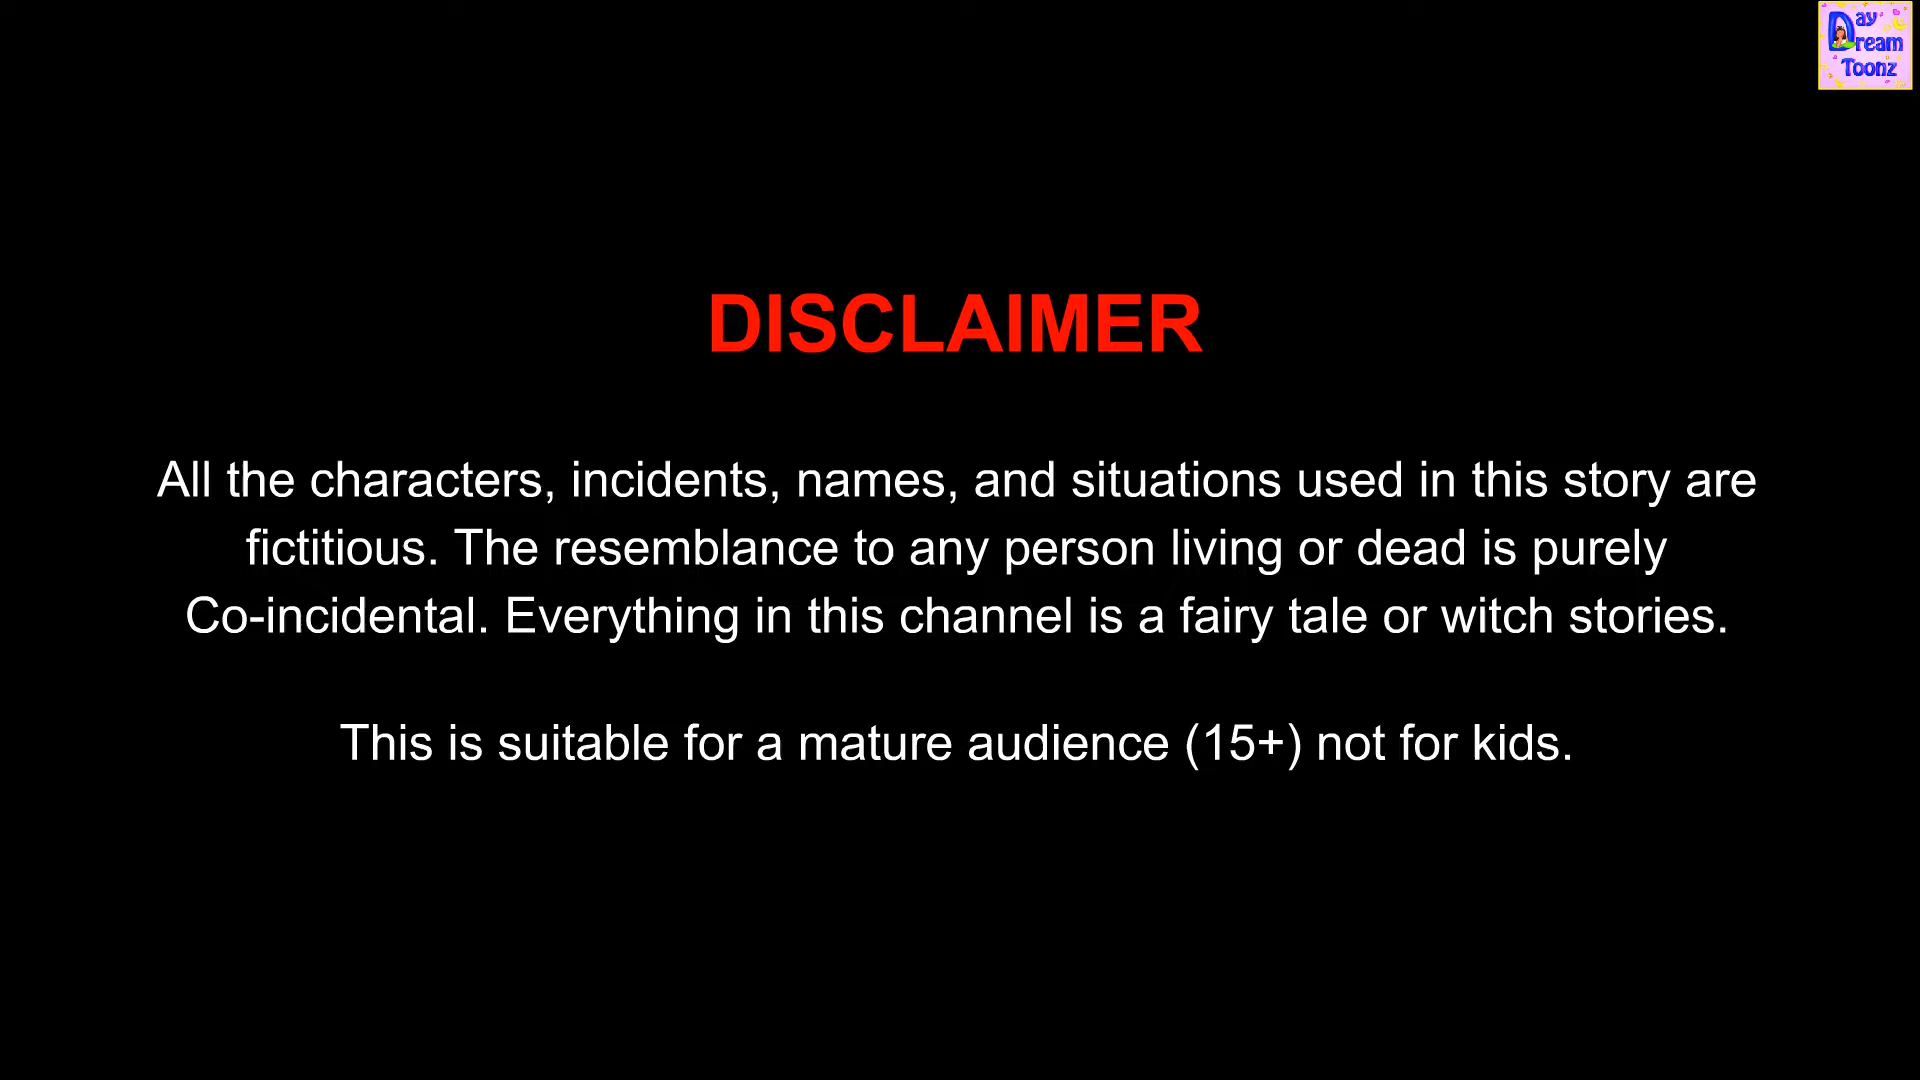 Day
Dream
Toonz
DISCLAIMER
All the characters, incidents, names, and situations used in this story are
fictitious. The resemblance to any person living or dead is purely
Co-incidental. Everything in this channel is a fairy tale or witch stories.
This is suitable for a mature audience (15+) not for kids.